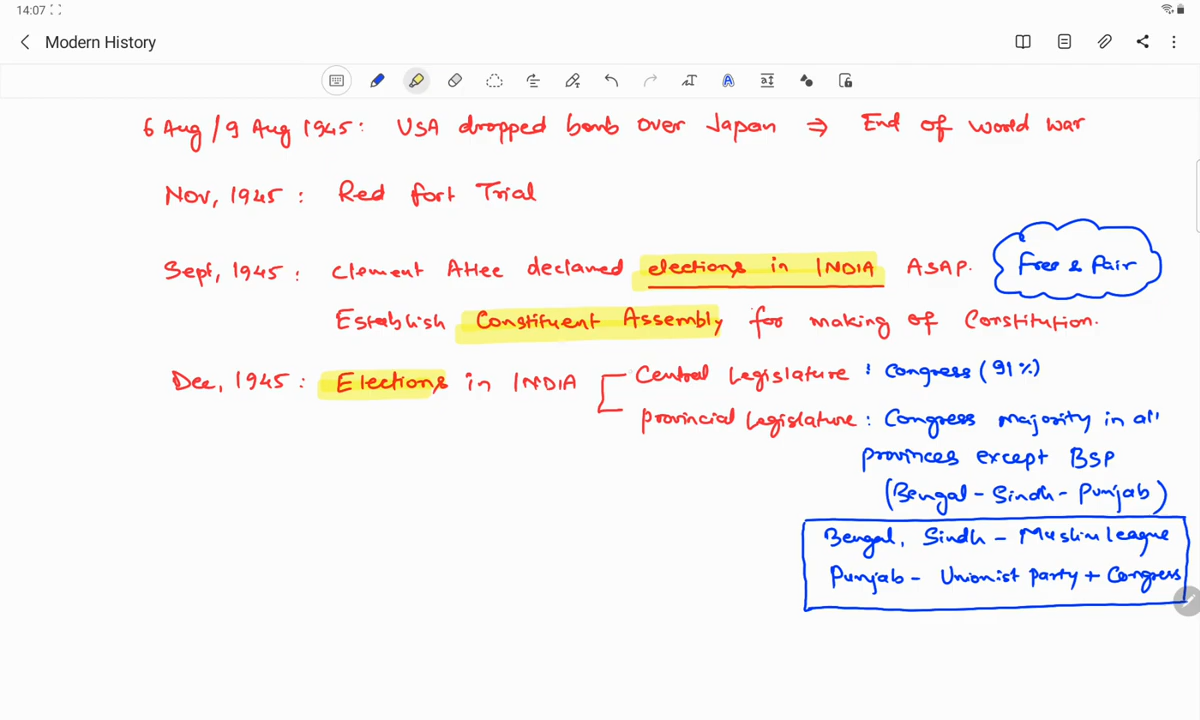 14:07
Modern History
6 Aug / 9 Aug 1945: USA dropped bomb over Japan ⇒ End of world war
Nov, 1945 : Red fort Trial
Sept, 1945 : Clement Attlee declared elections in INDIA ASAP. Free & Fair
Establish Constituent Assembly for making of Constitution.
Dec, 1945 : Elections in INDIA Central Legislature : Congress (91%)
Provincial Legislature : Congress majority in all
provinces except BSP
(Bengal - Sindh - Punjab)
Bengal, Sindh - Muslim league
Punjab - Unionist party + Congress